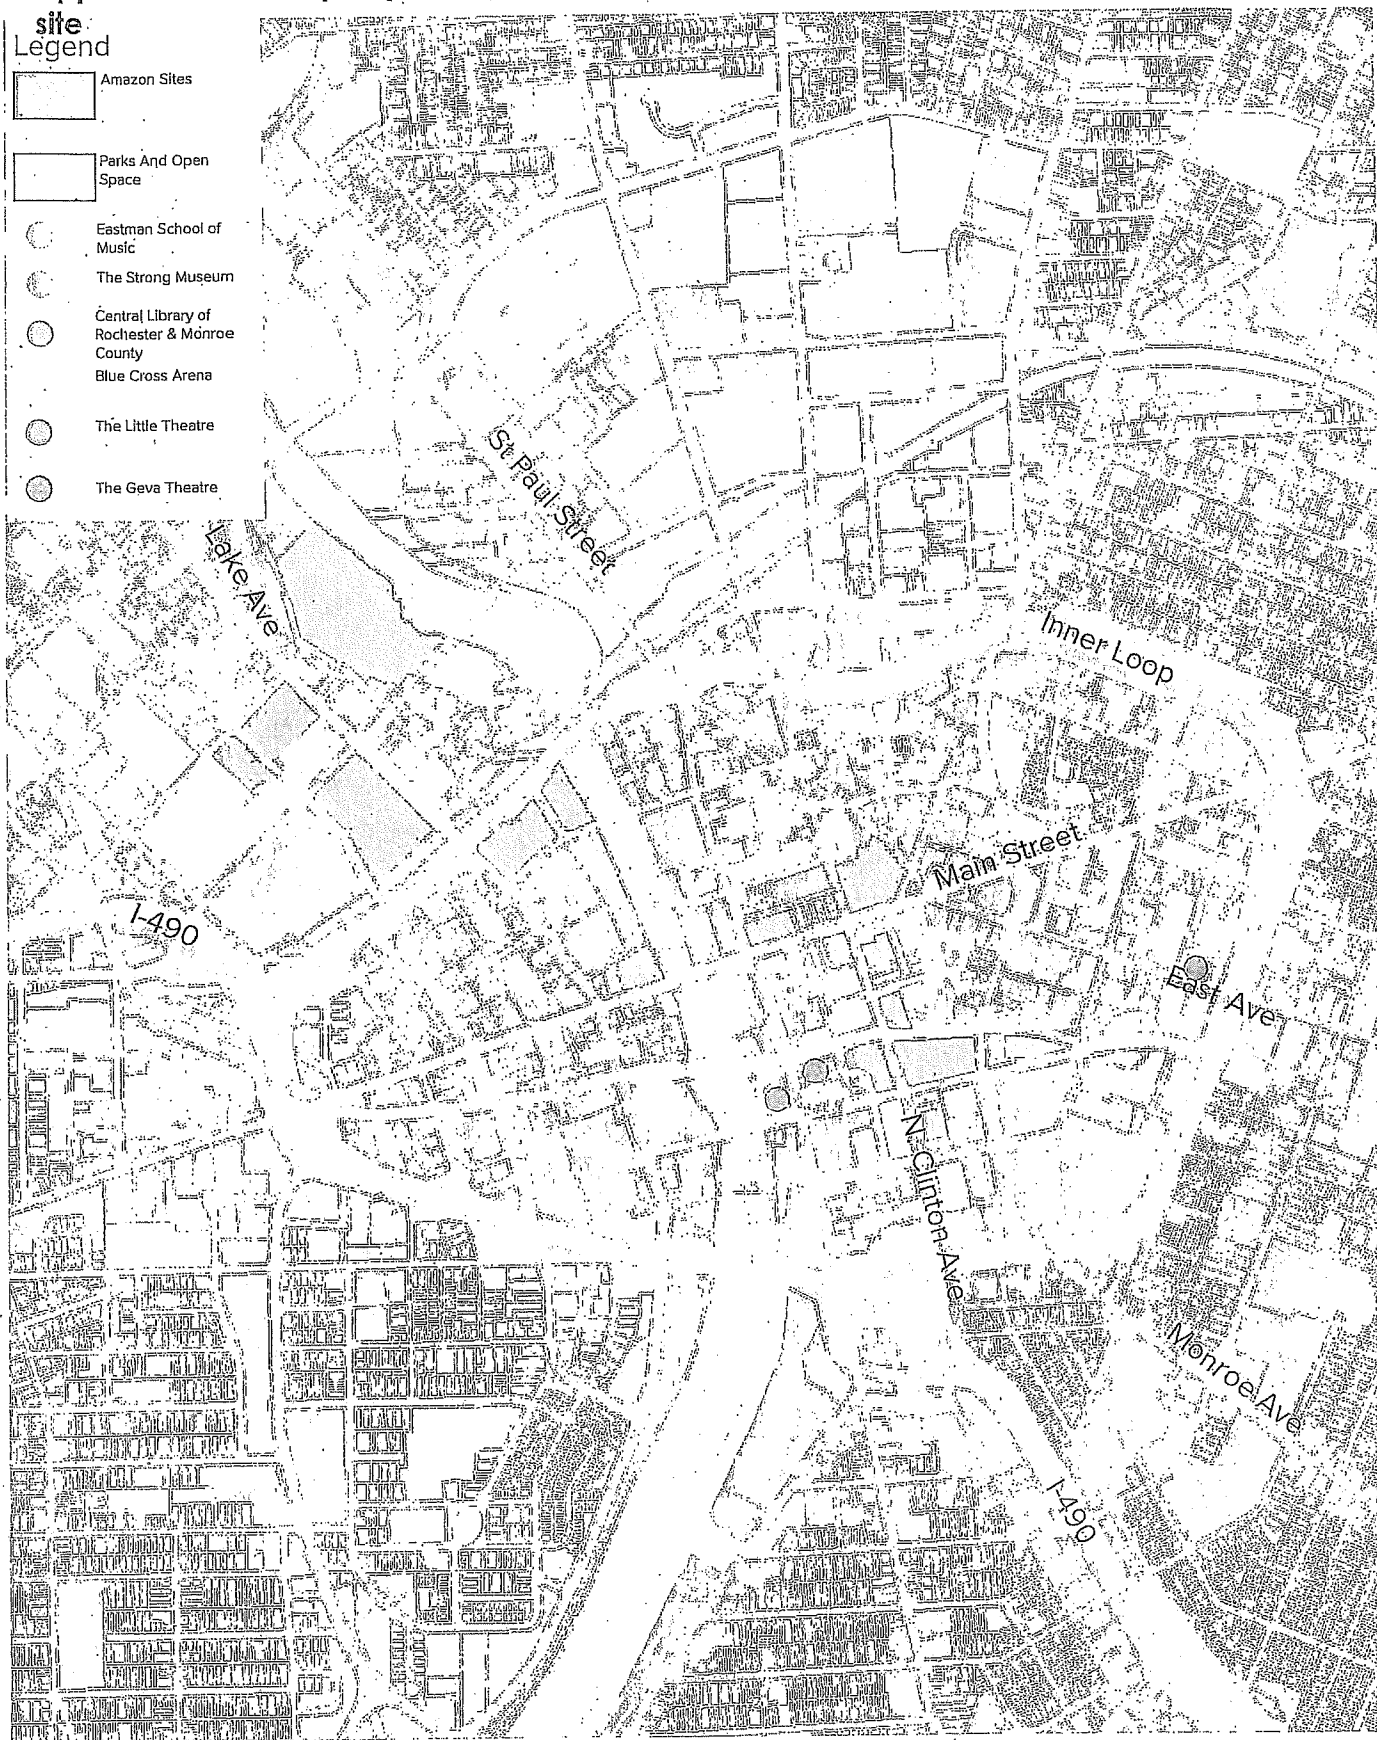 site
Legend
Amazon Sites
Parks And Open
Space
Eastman School of
Music
The Strong Museum
Central Library of
Rochester & Monroe
County
Blue Cross Arena
The Little Theatre
The Geva Theatre
St Paul Street
Lake Ave
Inner Loop
Main Street
I-490
East Ave
N. Clinton Ave
Monroe Ave
I-490